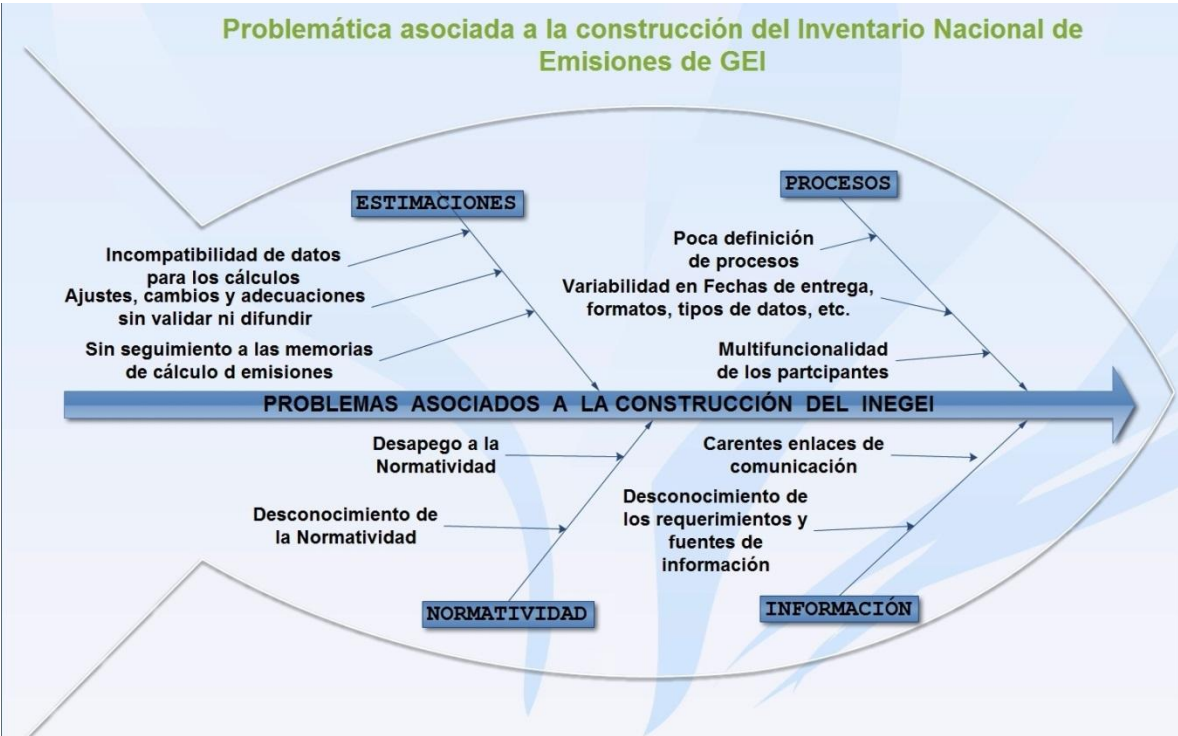 Problemática asociada a la construcción del Inventario Nacional de
Emisiones de GEI
ESTIMACIONES
Incompatibilidad de datos
para los cálculos
Ajustes, cambios y adecuaciones
sin validar ni difundir
Sin seguimiento a las memorias
de cálculo d emisiones
PROCESOS
Poca definición
de procesos
Variabilidad en Fechas de entrega,
formatos, tipos de datos, etc.
Multifuncionalidad
de los partcipantes
PROBLEMAS ASOCIADOS A LA CONSTRUCCIÓN DEL INEGEI
Desapego a la
Normatividad
Desconocimiento de
la Normatividad
NORMATIVIDAD
Carentes enlaces de
comunicación
Desconocimiento de
los requerimientos y
fuentes de
información
INFORMACIÓN